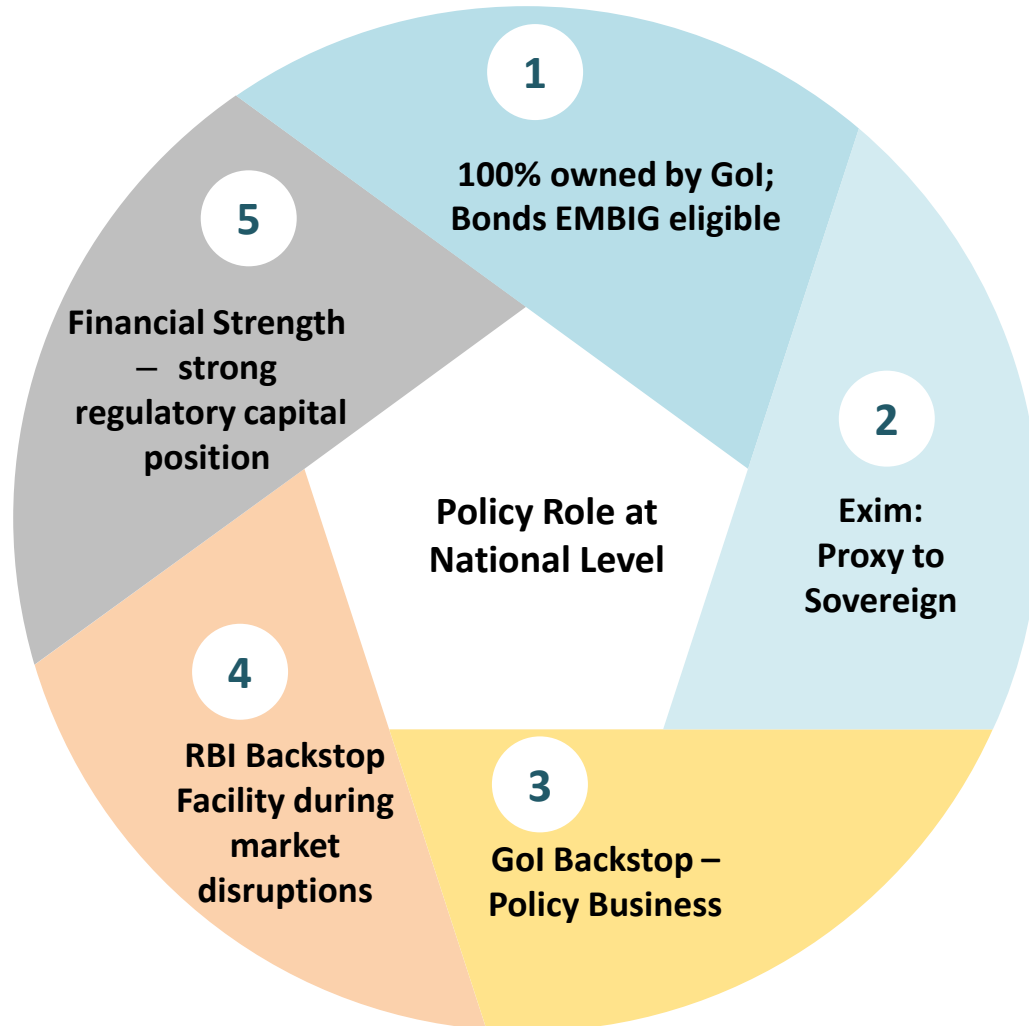 1
100% owned by GoI;
Bonds EMBIG eligible
2
Exim:
Proxy to
Sovereign
3
GoI Backstop –
Policy Business
4
RBI Backstop
Facility during
market
disruptions
5
Financial Strength
– strong
regulatory capital
position
Policy Role at
National Level